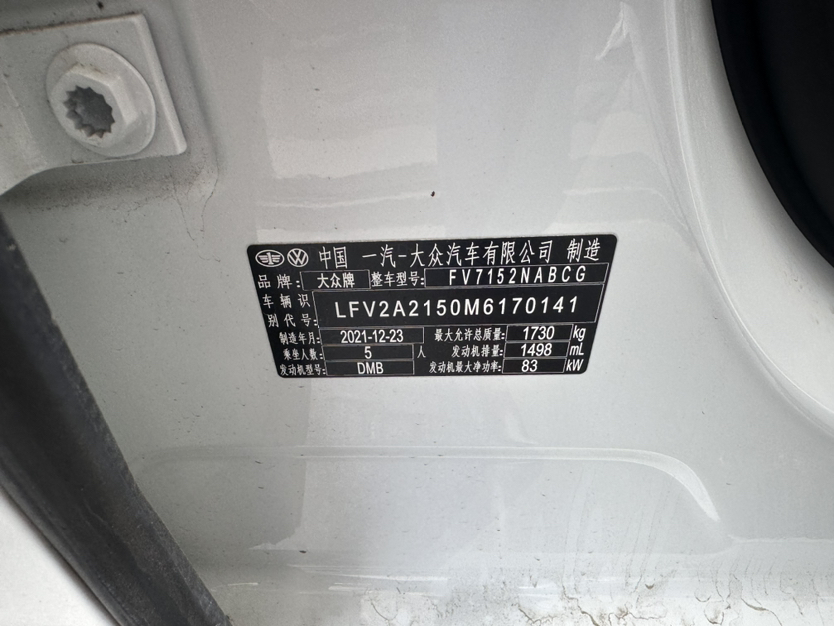 中国 一汽-大众汽车有限公司 制造
品牌: 大众牌 整车型号: FV7152NABCG
车辆识别代号: LFV2A2150M6170141
制造年月: 2021-12-23 最大允许总质量: 1730 kg
乘坐人数: 5 人 发动机排量: 1498 mL
发动机型号: DMB 发动机最大净功率: 83 kW